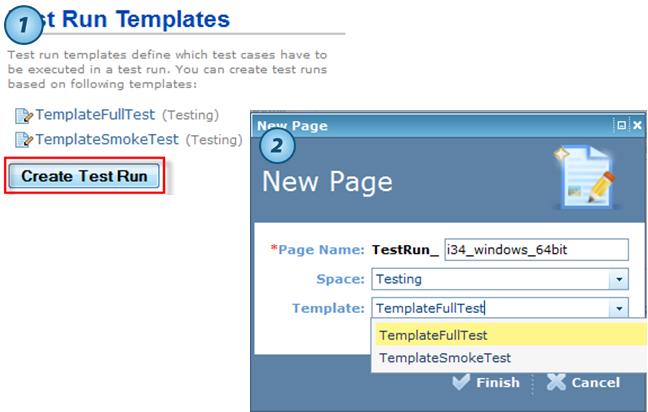 1
st Run Templates
Test run templates define which test cases have to
be executed in a test run. You can create test runs
based on following templates:
TemplateFullTest (Testing)
TemplateSmokeTest (Testing)
Create Test Run
New Page
2
New Page
*Page Name: TestRun_ i34_windows_64bit
Space: Testing
Template: TemplateFullTest
TemplateFullTest
TemplateSmokeTest
Finish Cancel